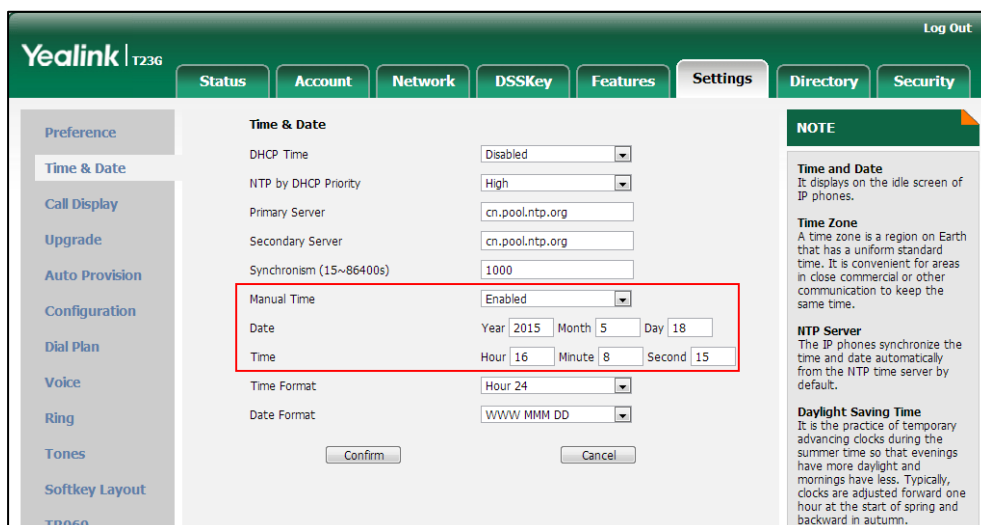 Log Out
Yealink | T23G
Status Account Network DSSKey Features Settings Directory Security
Preference
Time & Date
Call Display
Upgrade
Auto Provision
Configuration
Dial Plan
Voice
Ring
Tones
Softkey Layout
TR069
Time & Date
DHCP Time Disabled
NTP by DHCP Priority High
Primary Server cn.pool.ntp.org
Secondary Server cn.pool.ntp.org
Synchronism (15~86400s) 1000
Manual Time Enabled
Date Year 2015 Month 5 Day 18
Time Hour 16 Minute 8 Second 15
Time Format Hour 24
Date Format WWW MMM DD
Confirm Cancel
NOTE
Time and Date
It displays on the idle screen of
IP phones.
Time Zone
A time zone is a region on Earth
that has a uniform standard
time. It is convenient for areas
in close commercial or other
communication to keep the
same time.
NTP Server
The IP phones synchronize the
time and date automatically
from the NTP time server by
default.
Daylight Saving Time
It is the practice of temporary
advancing clocks during the
summer time so that evenings
have more daylight and
mornings have less. Typically,
clocks are adjusted forward one
hour at the start of spring and
backward in autumn.